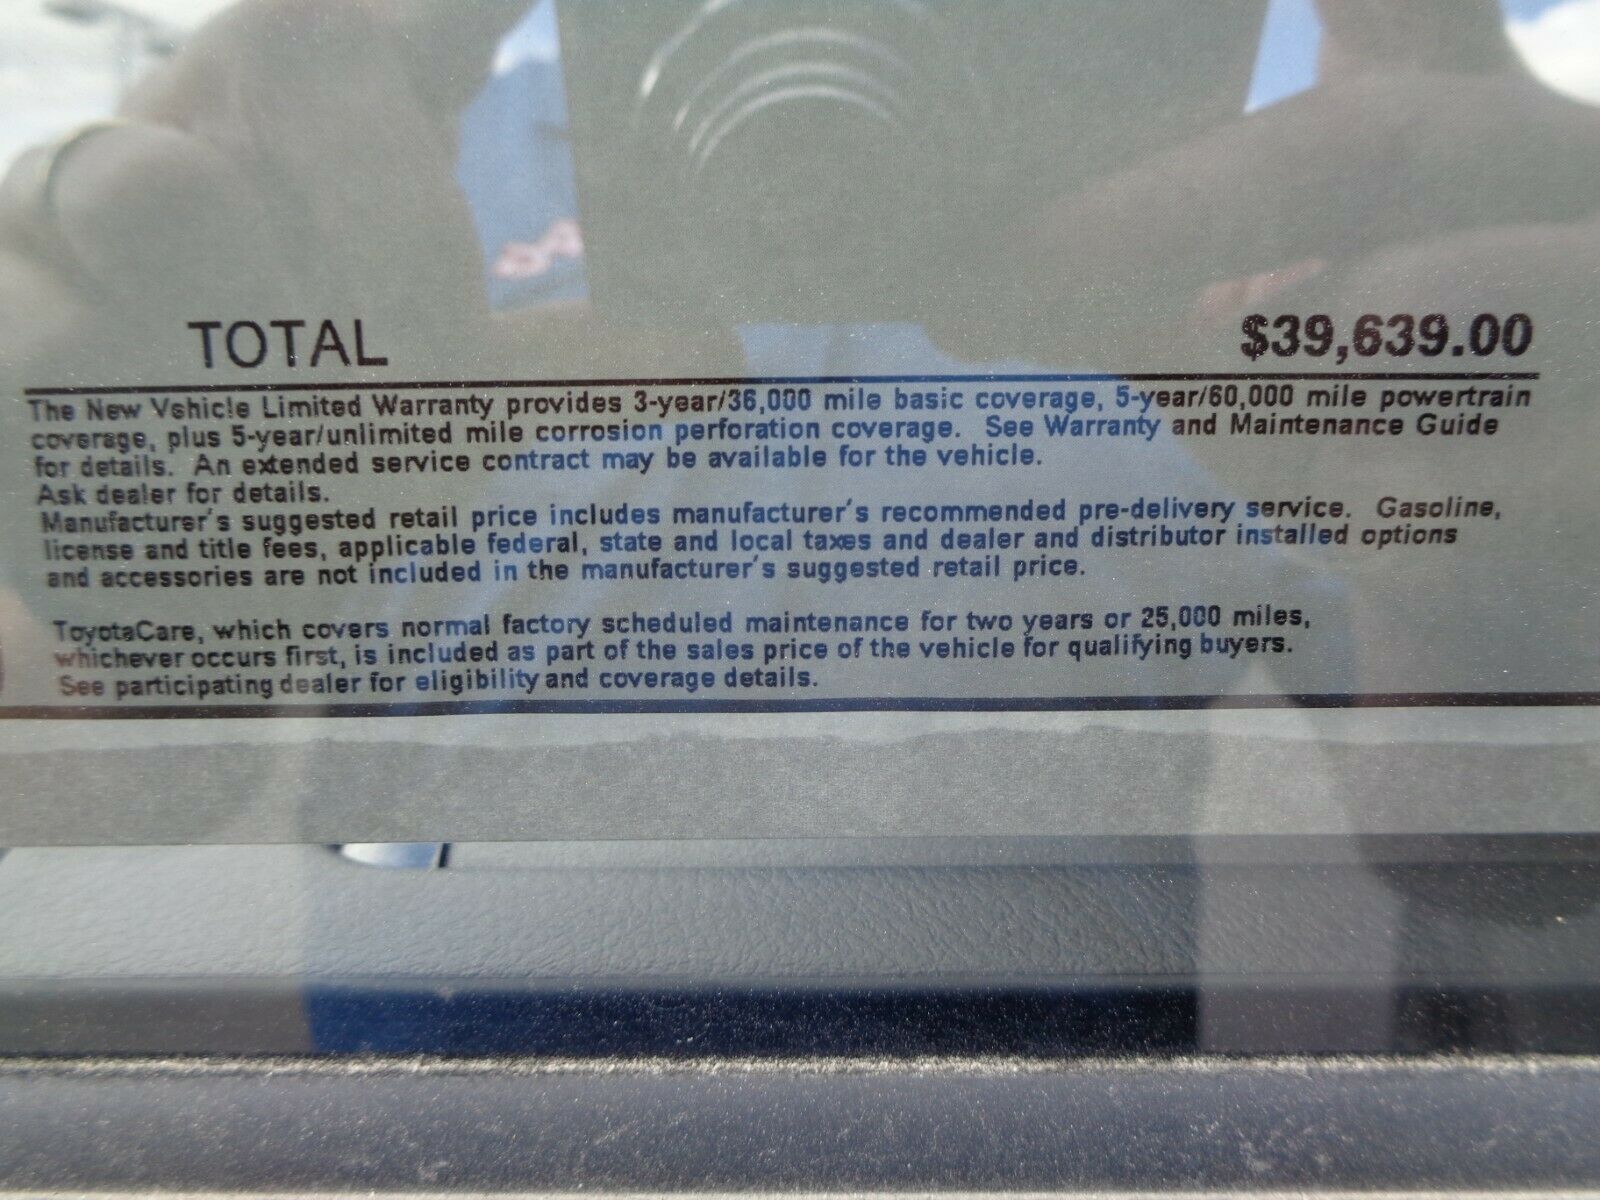 TOTAL $39,639.00
The New Vehicle Limited Warranty provides 3-year/36,000 mile basic coverage, 5-year/60,000 mile powertrain
coverage, plus 5-year/unlimited mile corrosion perforation coverage. See Warranty and Maintenance Guide
for details. An extended service contract may be available for the vehicle.
Ask dealer for details.
Manufacturer's suggested retail price includes manufacturer's recommended pre-delivery service. Gasoline,
license and title fees, applicable federal, state and local taxes and dealer and distributor installed options
and accessories are not included in the manufacturer's suggested retail price.
ToyotaCare, which covers normal factory scheduled maintenance for two years or 25,000 miles,
whichever occurs first, is included as part of the sales price of the vehicle for qualifying buyers.
See participating dealer for eligibility and coverage details.